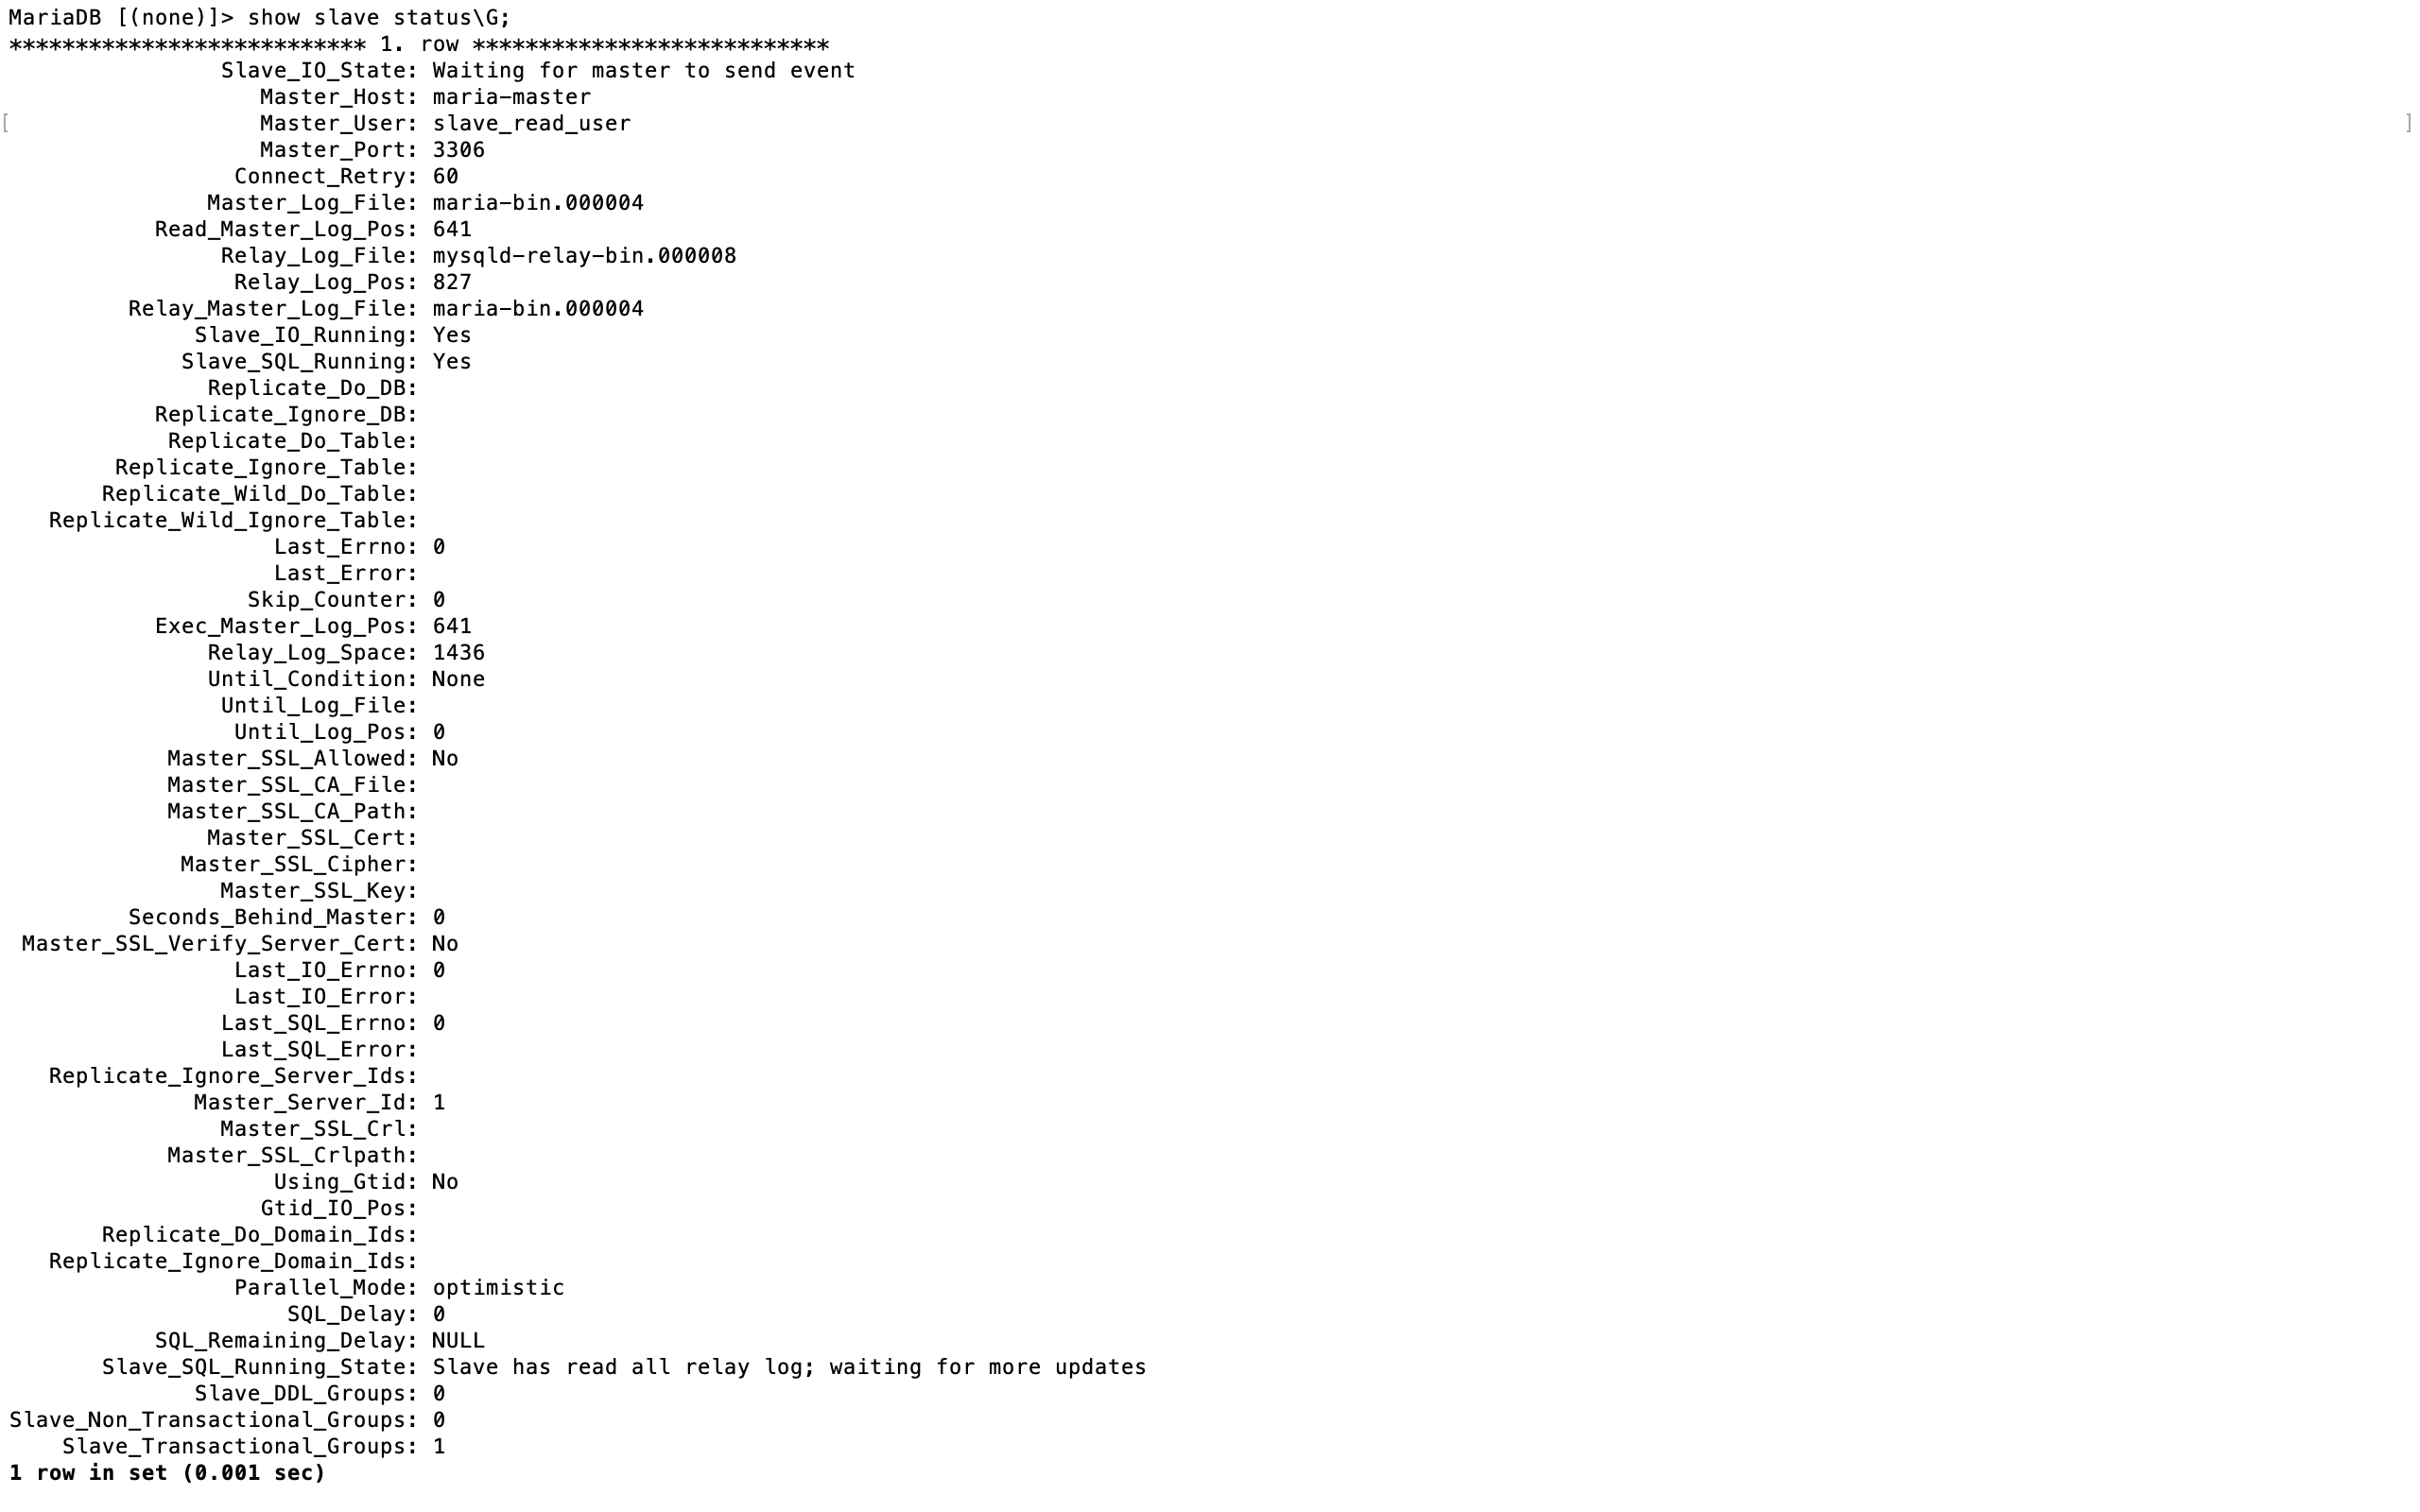 MariaDB [(none)]> show slave status\G;
*************************** 1. row ***************************
Slave_IO_State: Waiting for master to send event
Master_Host: maria-master
[ Master_User: slave_read_user ]
Master_Port: 3306
Connect_Retry: 60
Master_Log_File: maria-bin.000004
Read_Master_Log_Pos: 641
Relay_Log_File: mysqld-relay-bin.000008
Relay_Log_Pos: 827
Relay_Master_Log_File: maria-bin.000004
Slave_IO_Running: Yes
Slave_SQL_Running: Yes
Replicate_Do_DB:
Replicate_Ignore_DB:
Replicate_Do_Table:
Replicate_Ignore_Table:
Replicate_Wild_Do_Table:
Replicate_Wild_Ignore_Table:
Last_Errno: 0
Last_Error:
Skip_Counter: 0
Exec_Master_Log_Pos: 641
Relay_Log_Space: 1436
Until_Condition: None
Until_Log_File:
Until_Log_Pos: 0
Master_SSL_Allowed: No
Master_SSL_CA_File:
Master_SSL_CA_Path:
Master_SSL_Cert:
Master_SSL_Cipher:
Master_SSL_Key:
Seconds_Behind_Master: 0
Master_SSL_Verify_Server_Cert: No
Last_IO_Errno: 0
Last_IO_Error:
Last_SQL_Errno: 0
Last_SQL_Error:
Replicate_Ignore_Server_Ids:
Master_Server_Id: 1
Master_SSL_Crl:
Master_SSL_Crlpath:
Using_Gtid: No
Gtid_IO_Pos:
Replicate_Do_Domain_Ids:
Replicate_Ignore_Domain_Ids:
Parallel_Mode: optimistic
SQL_Delay: 0
SQL_Remaining_Delay: NULL
Slave_SQL_Running_State: Slave has read all relay log; waiting for more updates
Slave_DDL_Groups: 0
Slave_Non_Transactional_Groups: 0
Slave_Transactional_Groups: 1
1 row in set (0.001 sec)